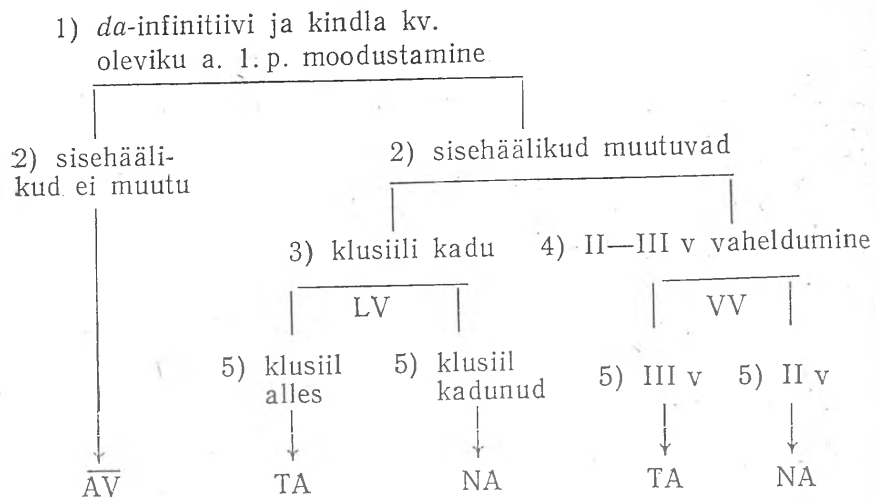 1) da-infinitiivi ja kindla kv.
oleviku a. 1. p. moodustamine
2) sisehääli-
kud ei muutu
2) sisehäälikud muutuvad
3) klusiili kadu
4) II—III v vaheldumine
LV
VV
5) klusiil
alles
5) klusiil
kadunud
5) III v
5) II v
AV
TA
NA
TA
NA